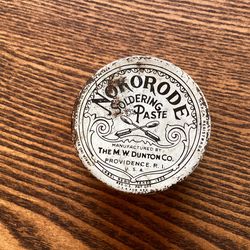 NOKORODE
SOLDERING
PASTE
MANUFACTURED BY
THE M.W. DUNTON CO.
PROVIDENCE, R.I.
U.S.A.